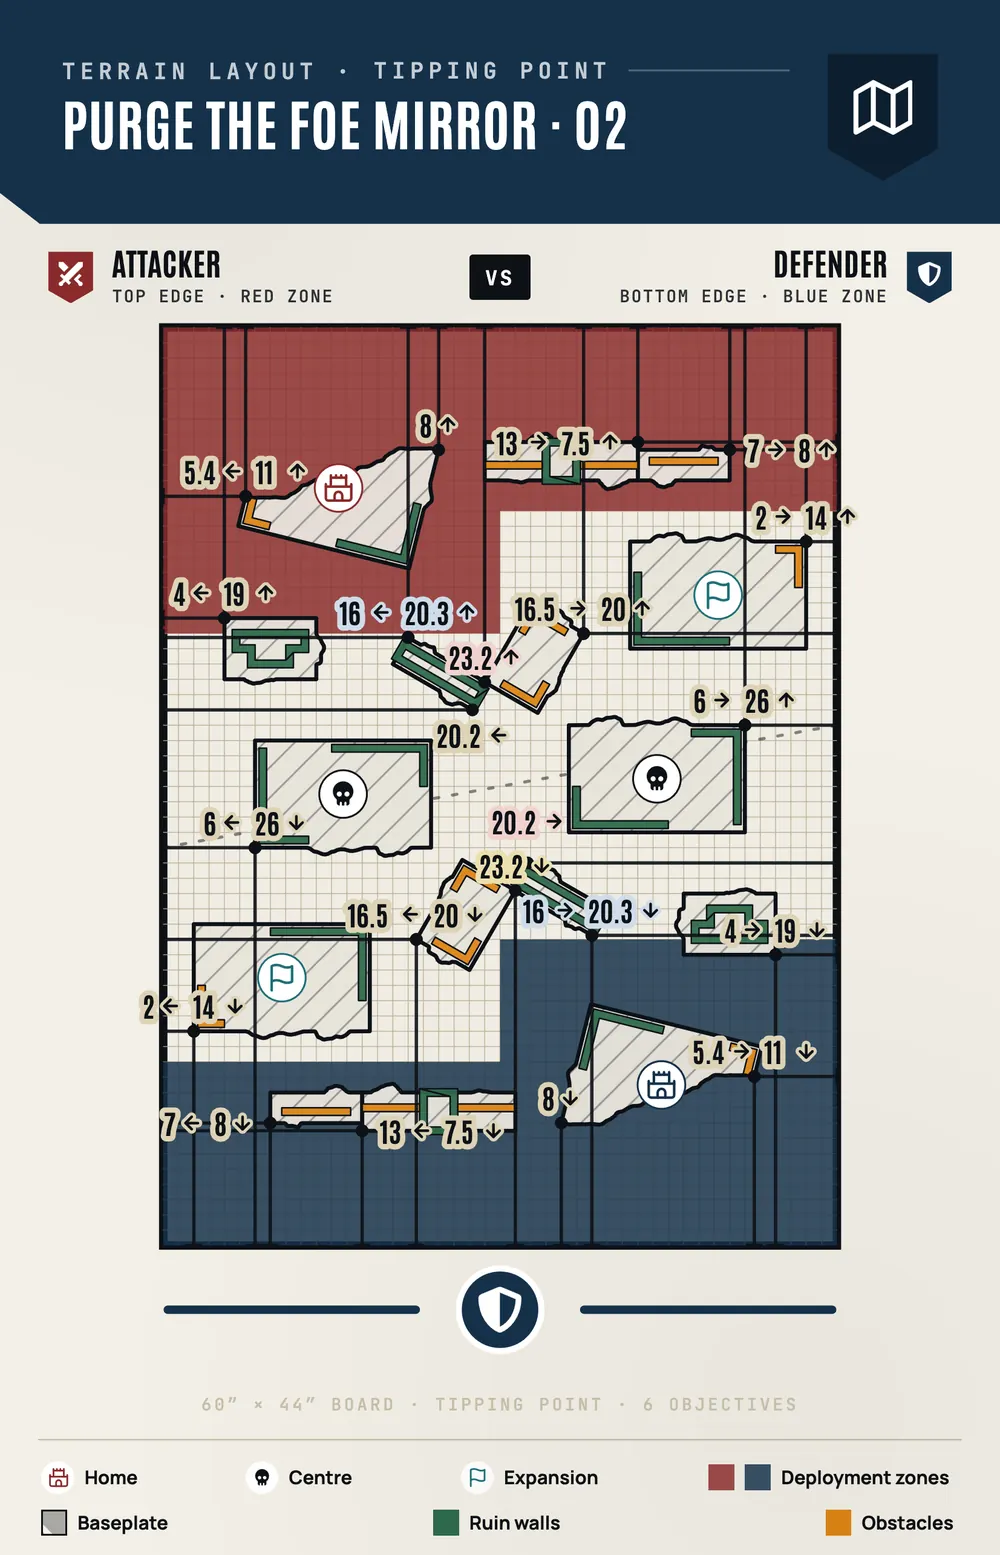 TERRAIN LAYOUT · TIPPING POINT
PURGE THE FOE MIRROR · 02
ATTACKER
TOP EDGE · RED ZONE
VS
DEFENDER
BOTTOM EDGE · BLUE ZONE
8 ↑
13 → 7.5 ↑
7 → 8 ↑
5.4 ← 11 ↑
2 → 14 ↑
4 ← 19 ↑
16 ← 20.3 ↑
16.5 → 20 ↑
23.2 ↑
6 → 26 ↑
20.2 ←
6 ← 26 ↓
20.2 →
23.2 ↓
16.5 ← 20 ↓
16 → 20.3 ↓
4 → 19 ↓
2 ← 14 ↓
5.4 → 11 ↓
8 ↓
7 ← 8 ↓
13 ← 7.5 ↓
60″ × 44″ BOARD · TIPPING POINT · 6 OBJECTIVES
Home
Centre
Expansion
Deployment zones
Baseplate
Ruin walls
Obstacles